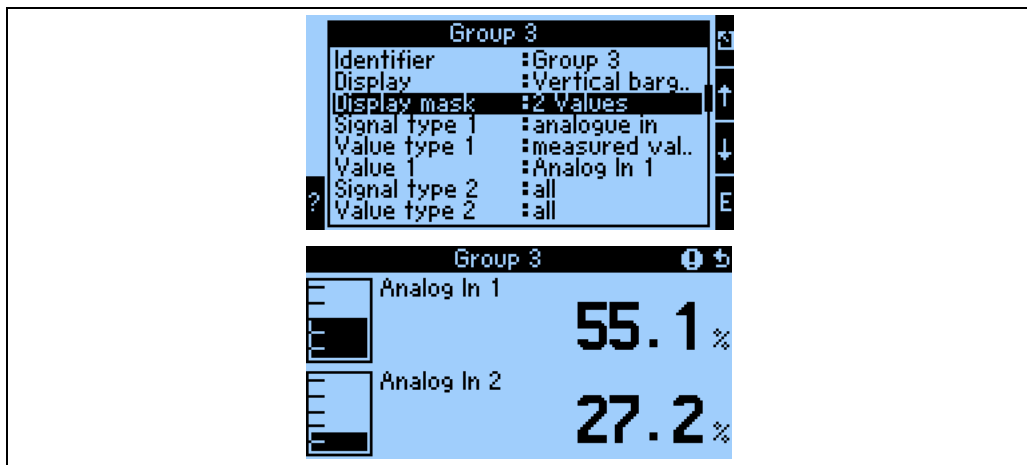 Group 3
Identifier :Group 3
Display :Vertical barg..
Display mask :2 Values
Signal type 1 :analogue in
Value type 1 :measured val..
Value 1 :Analog In 1
Signal type 2 :all
Value type 2 :all
?
E
Group 3
Analog In 1
55.1 %
Analog In 2
27.2 %